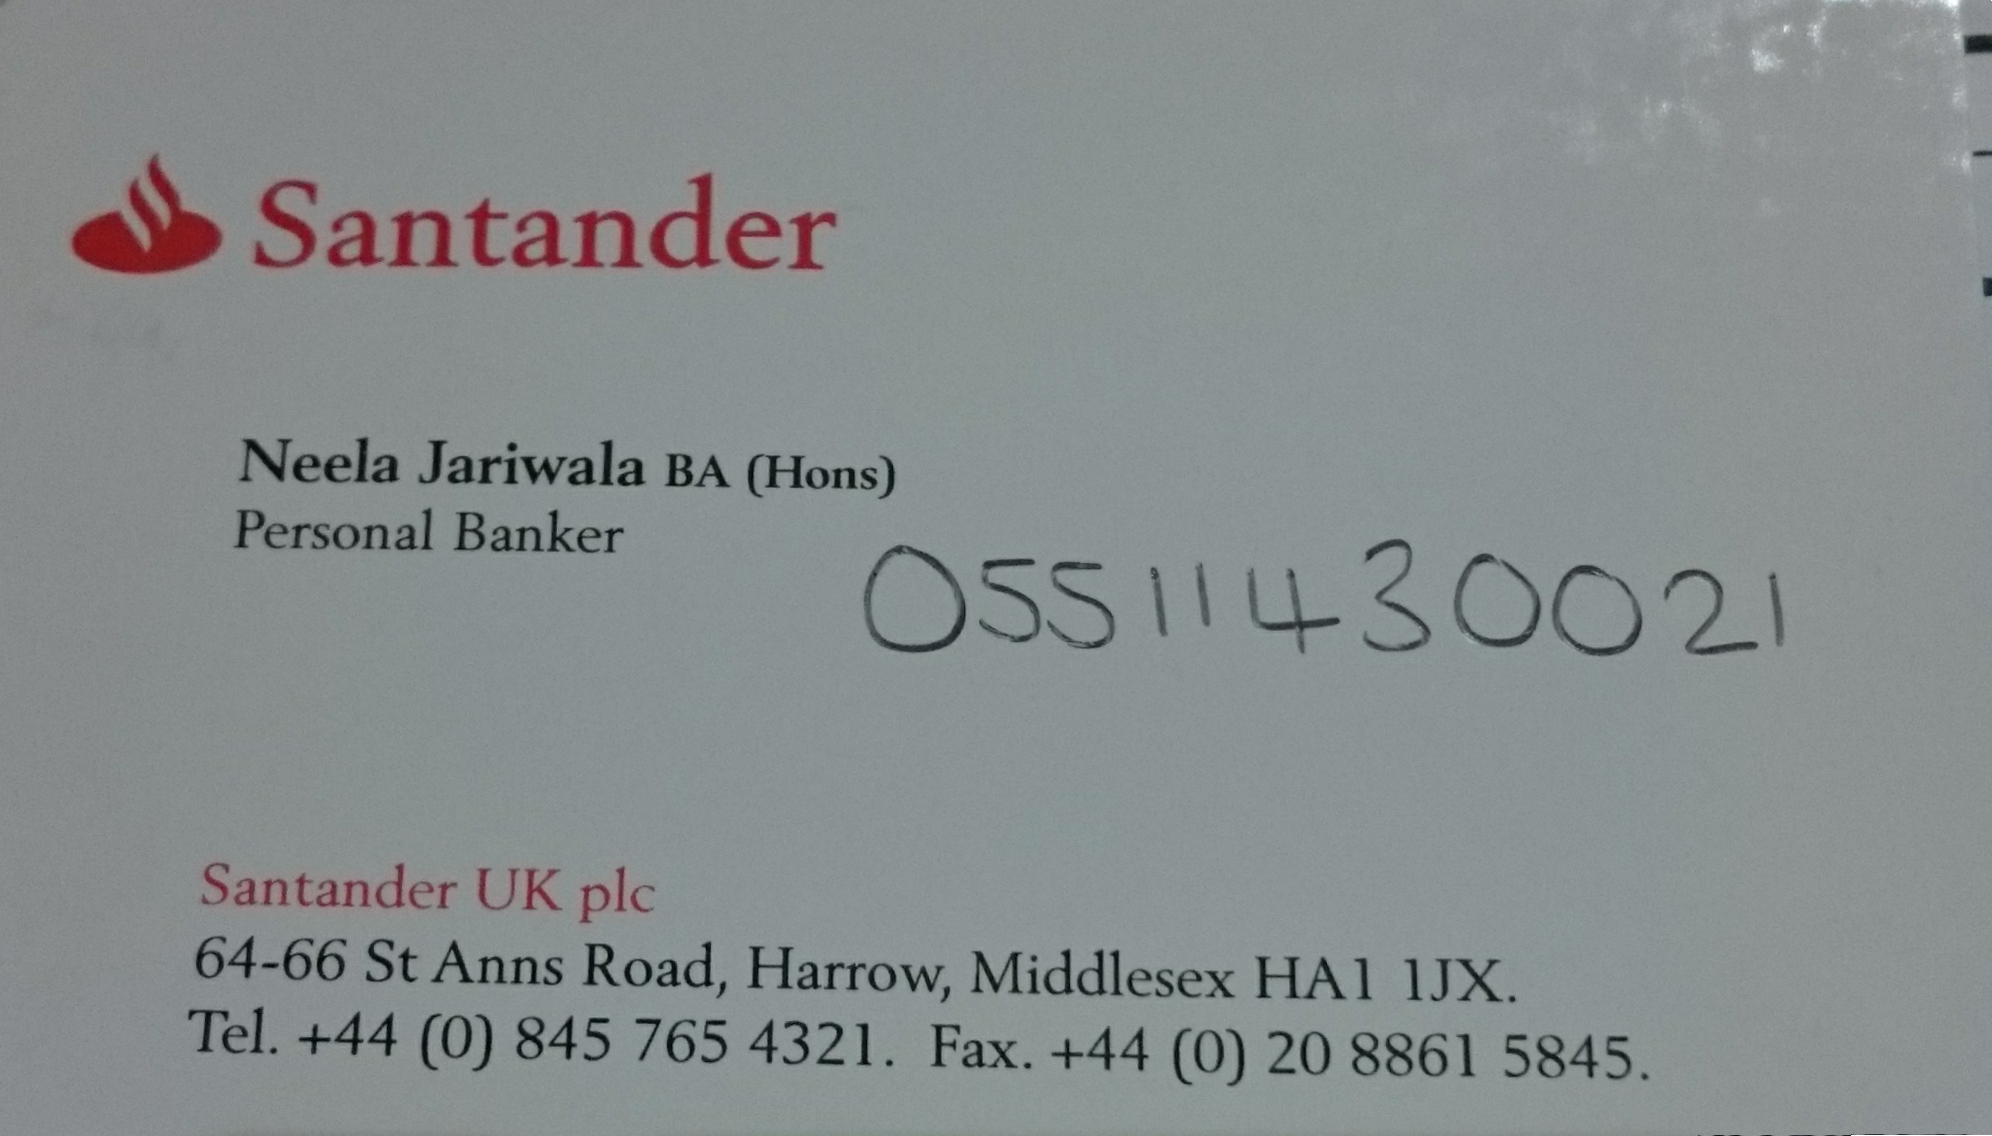 Santander
Neela Jariwala BA (Hons)
Personal Banker
05511430021
Santander UK plc
64-66 St Anns Road, Harrow, Middlesex HA1 1JX.
Tel. +44 (0) 845 765 4321. Fax. +44 (0) 20 8861 5845.